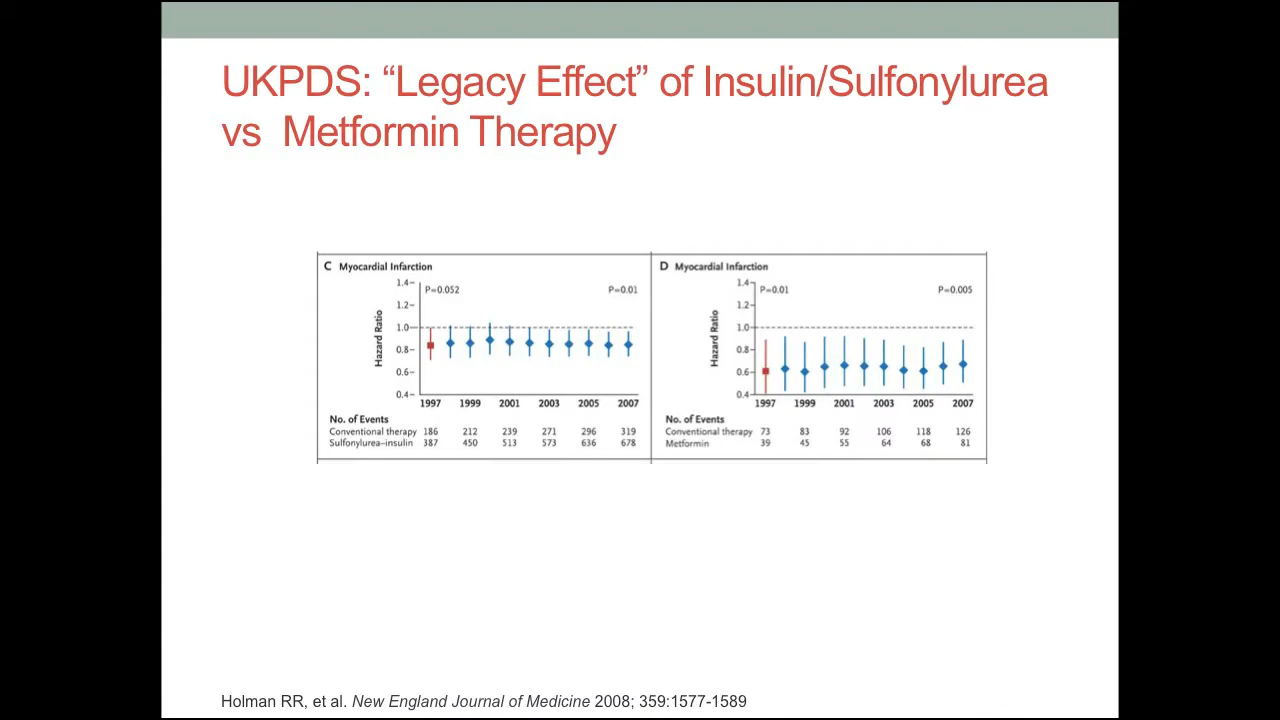 UKPDS: “Legacy Effect” of Insulin/Sulfonylurea
vs Metformin Therapy
C Myocardial Infarction
P=0.052 P=0.01
Hazard Ratio
1.4
1.2
1.0
0.8
0.6
0.4
1997 1999 2001 2003 2005 2007
No. of Events
Conventional therapy 186 212 239 271 296 319
Sulfonylurea–insulin 387 450 513 573 636 678
D Myocardial Infarction
P=0.01 P=0.005
Hazard Ratio
1.4
1.2
1.0
0.8
0.6
0.4
1997 1999 2001 2003 2005 2007
No. of Events
Conventional therapy 73 83 92 106 118 126
Metformin 39 45 55 64 68 81
Holman RR, et al. New England Journal of Medicine 2008; 359:1577-1589